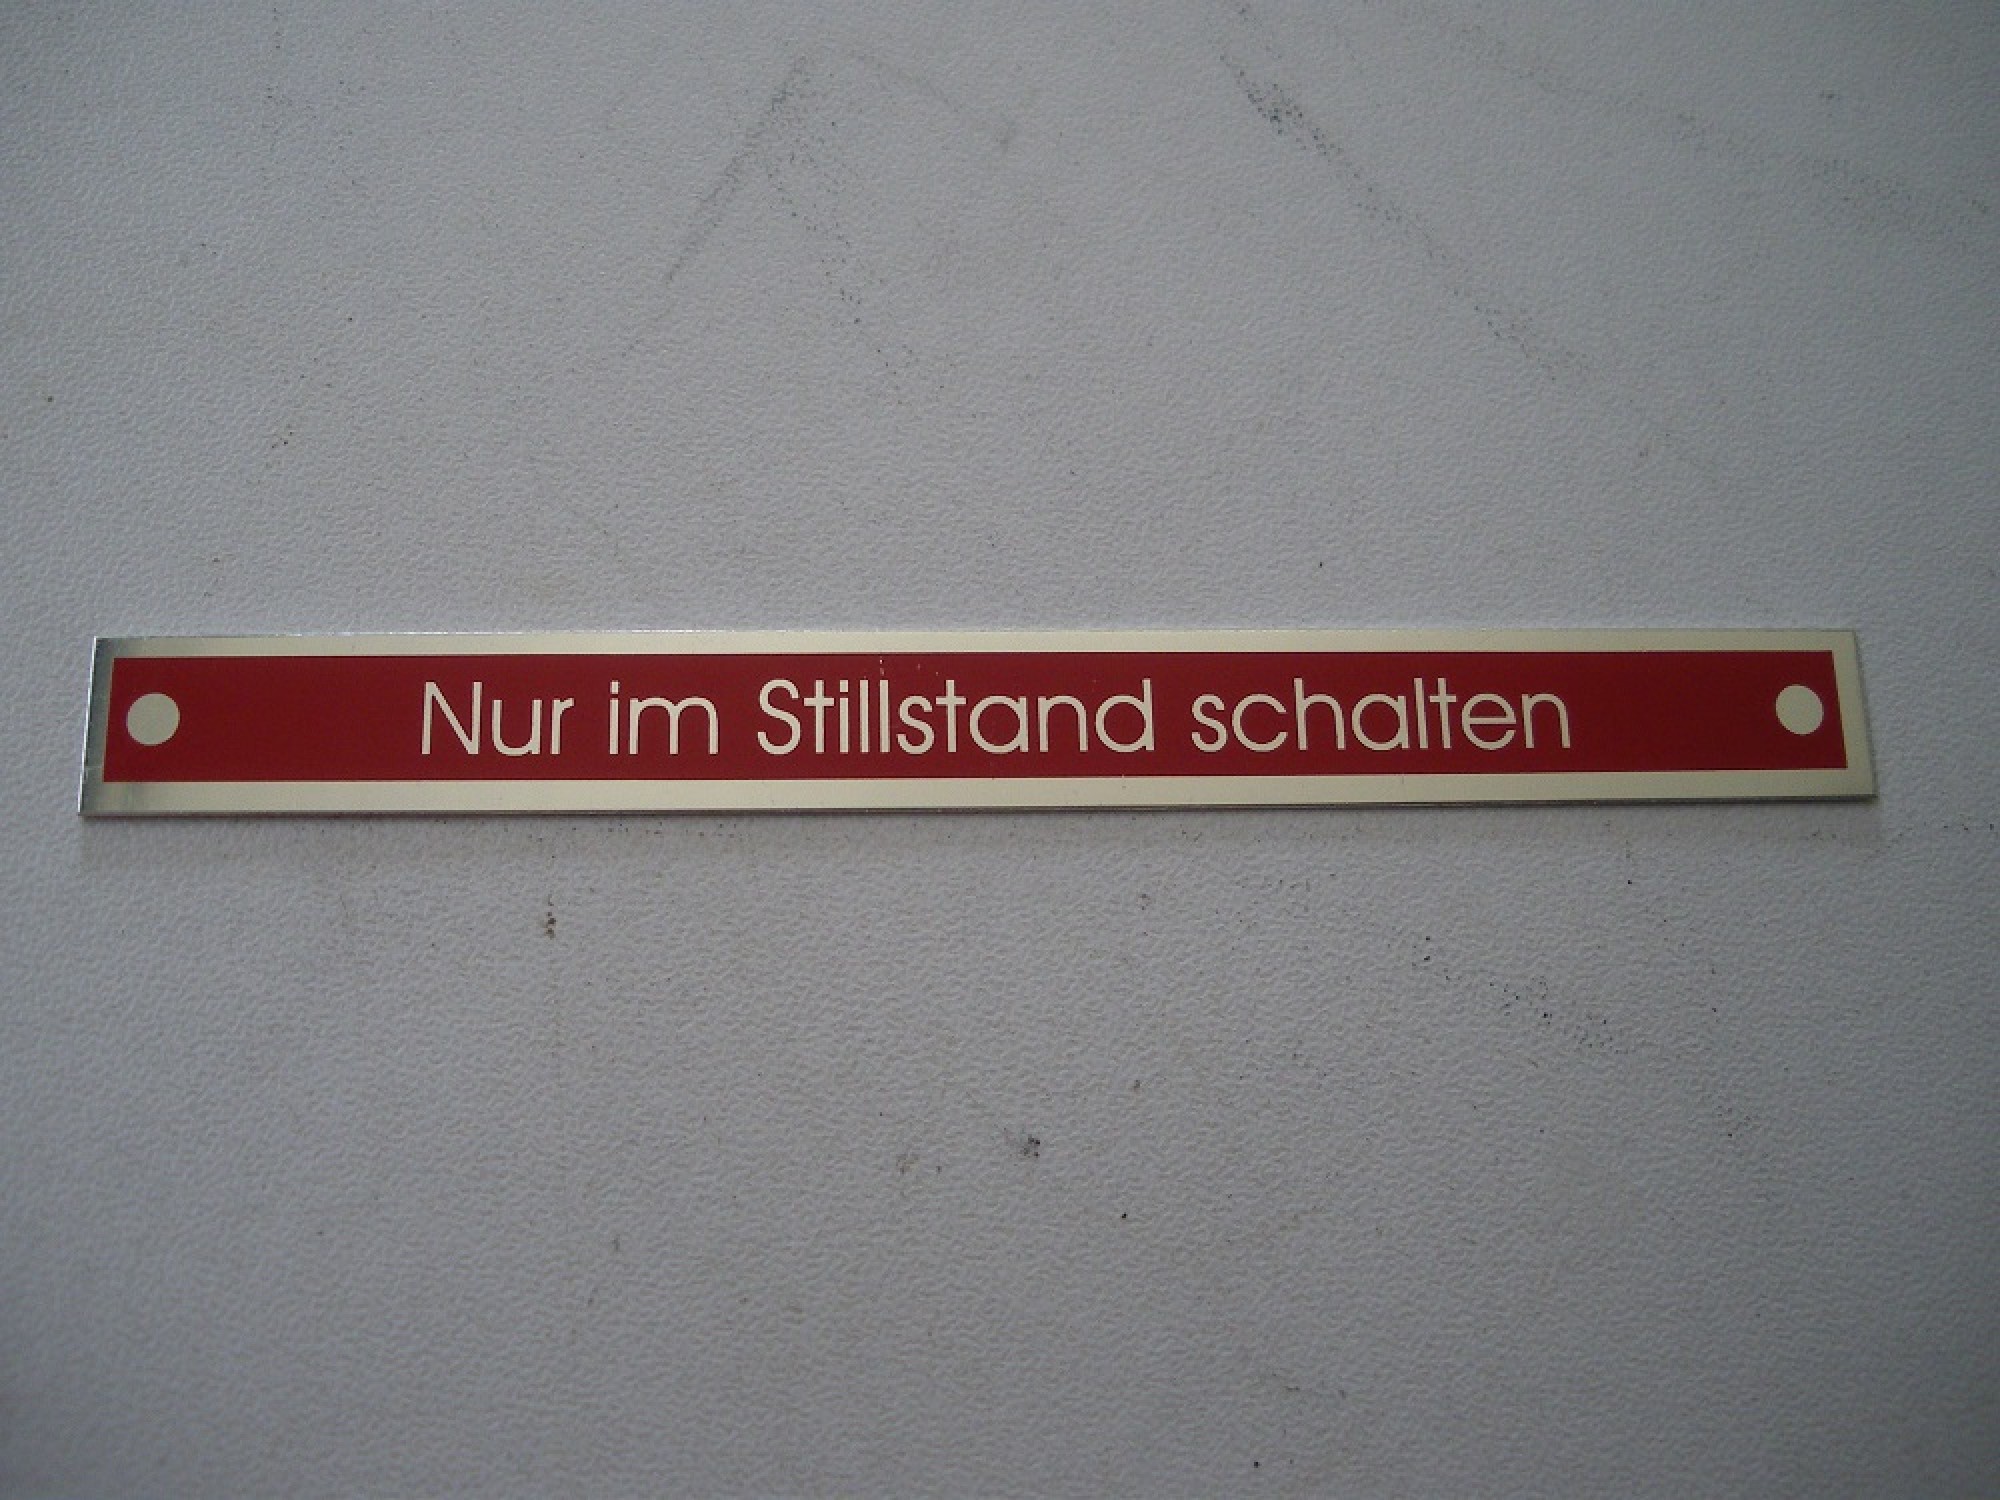 Nur im Stillstand schalten